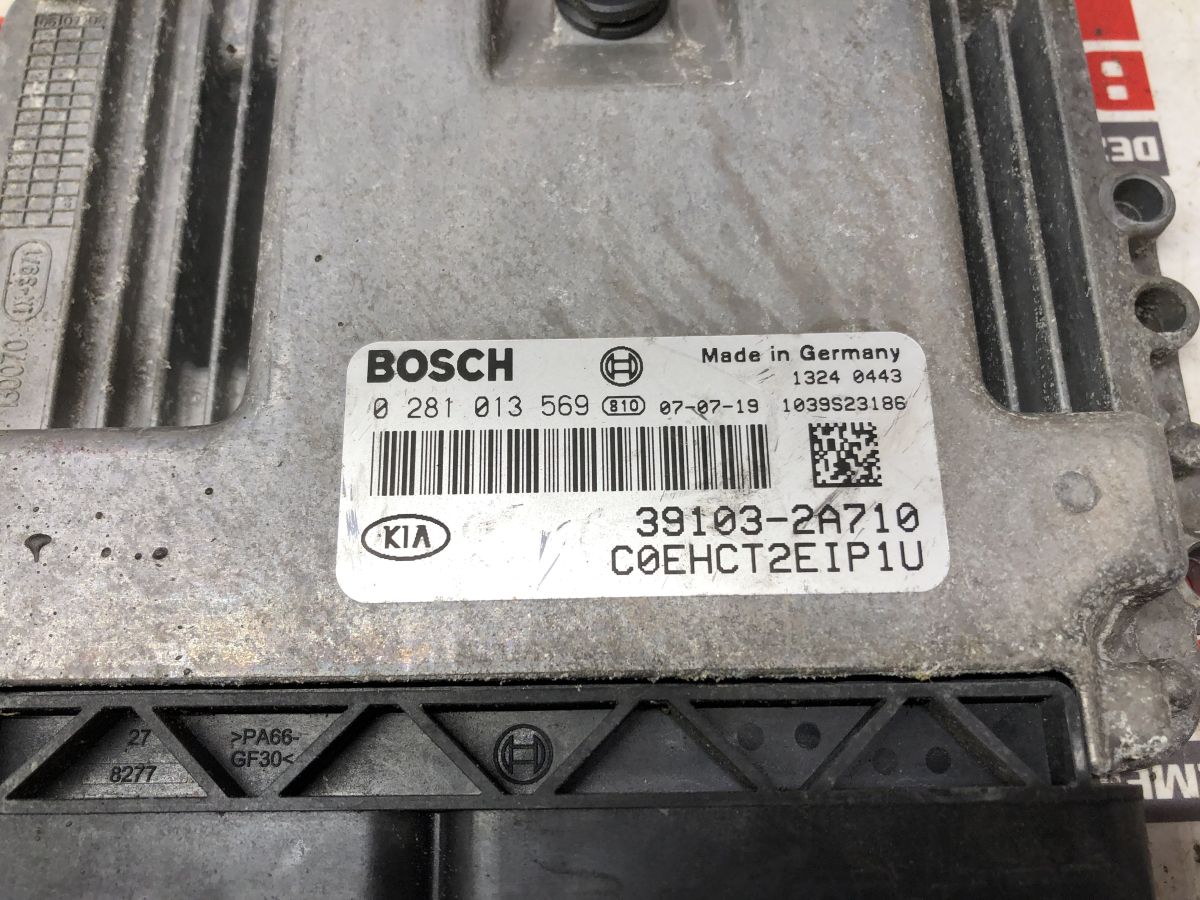 BOSCH
Made in Germany
1324 0443
0 281 013 569 810 07-07-19 1039S23186
39103-2A710
KIA
C0EHCT2EIP1U
27
8277
>PA66-
GF30<
8